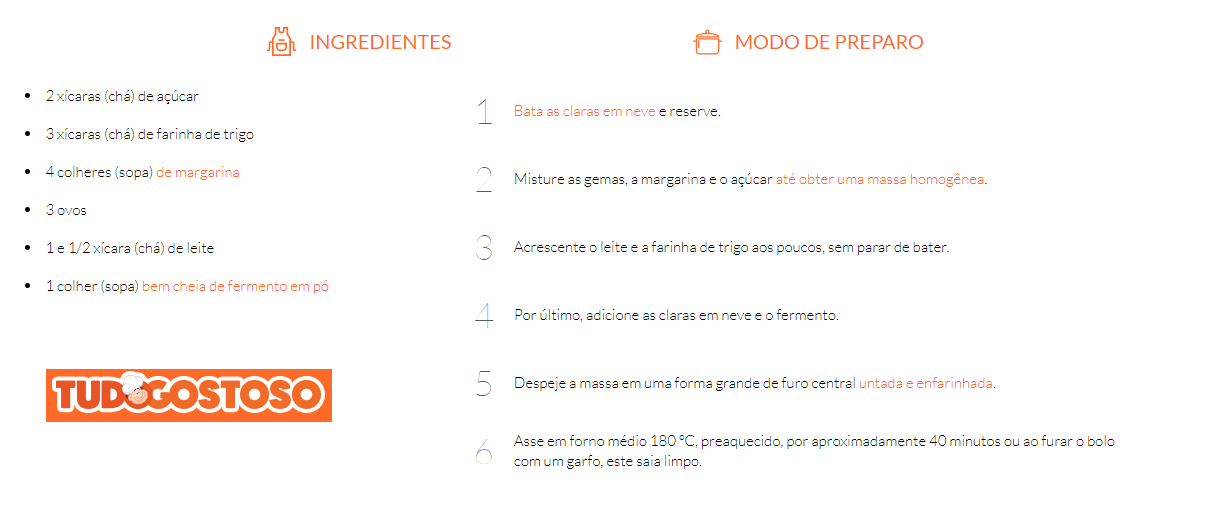 INGREDIENTES
2 xícaras (chá) de açúcar
3 xícaras (chá) de farinha de trigo
4 colheres (sopa) de margarina
3 ovos
1 e 1/2 xícara (chá) de leite
1 colher (sopa) bem cheia de fermento em pó
TUDOGOSTOSO
MODO DE PREPARO
1 Bata as claras em neve e reserve.
2 Misture as gemas, a margarina e o açúcar até obter uma massa homogênea.
3 Acrescente o leite e a farinha de trigo aos poucos, sem parar de bater.
4 Por último, adicione as claras em neve e o fermento.
5 Despeje a massa em uma forma grande de furo central untada e enfarinhada.
6 Asse em forno médio 180 °C, preaquecido, por aproximadamente 40 minutos ou ao furar o bolo
com um garfo, este saia limpo.